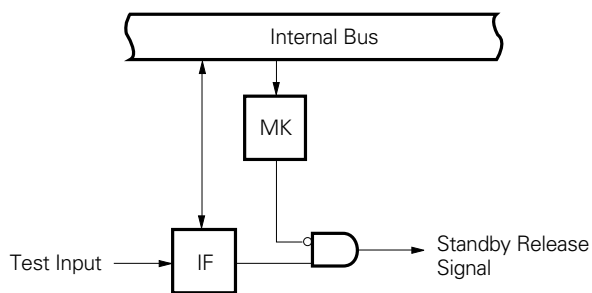 Internal Bus
MK
Test Input
IF
Standby Release
Signal